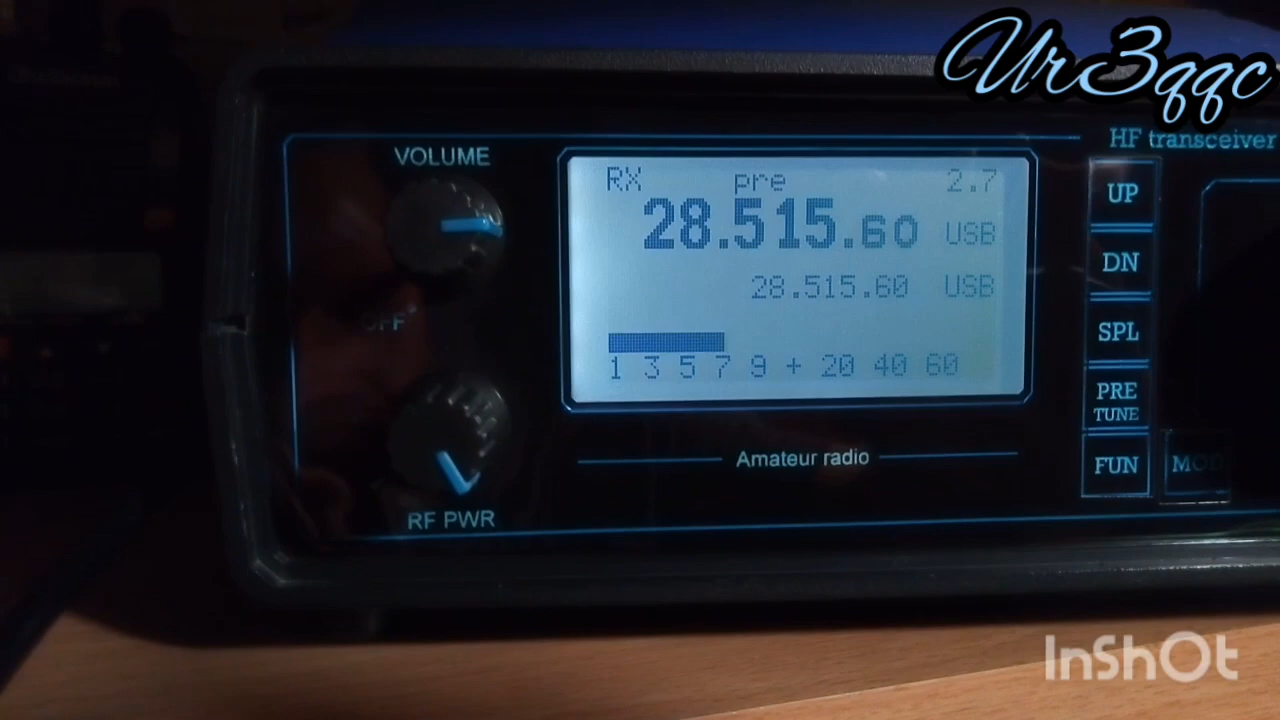 Ur3qqc
HF transceiver
VOLUME
RX pre 2.7
28.515.60 USB
28.515.60 USB
1 3 5 7 9 + 20 40 60
UP
DN
SPL
PRE
TUNE
FUN
Amateur radio
RF PWR
InShOt